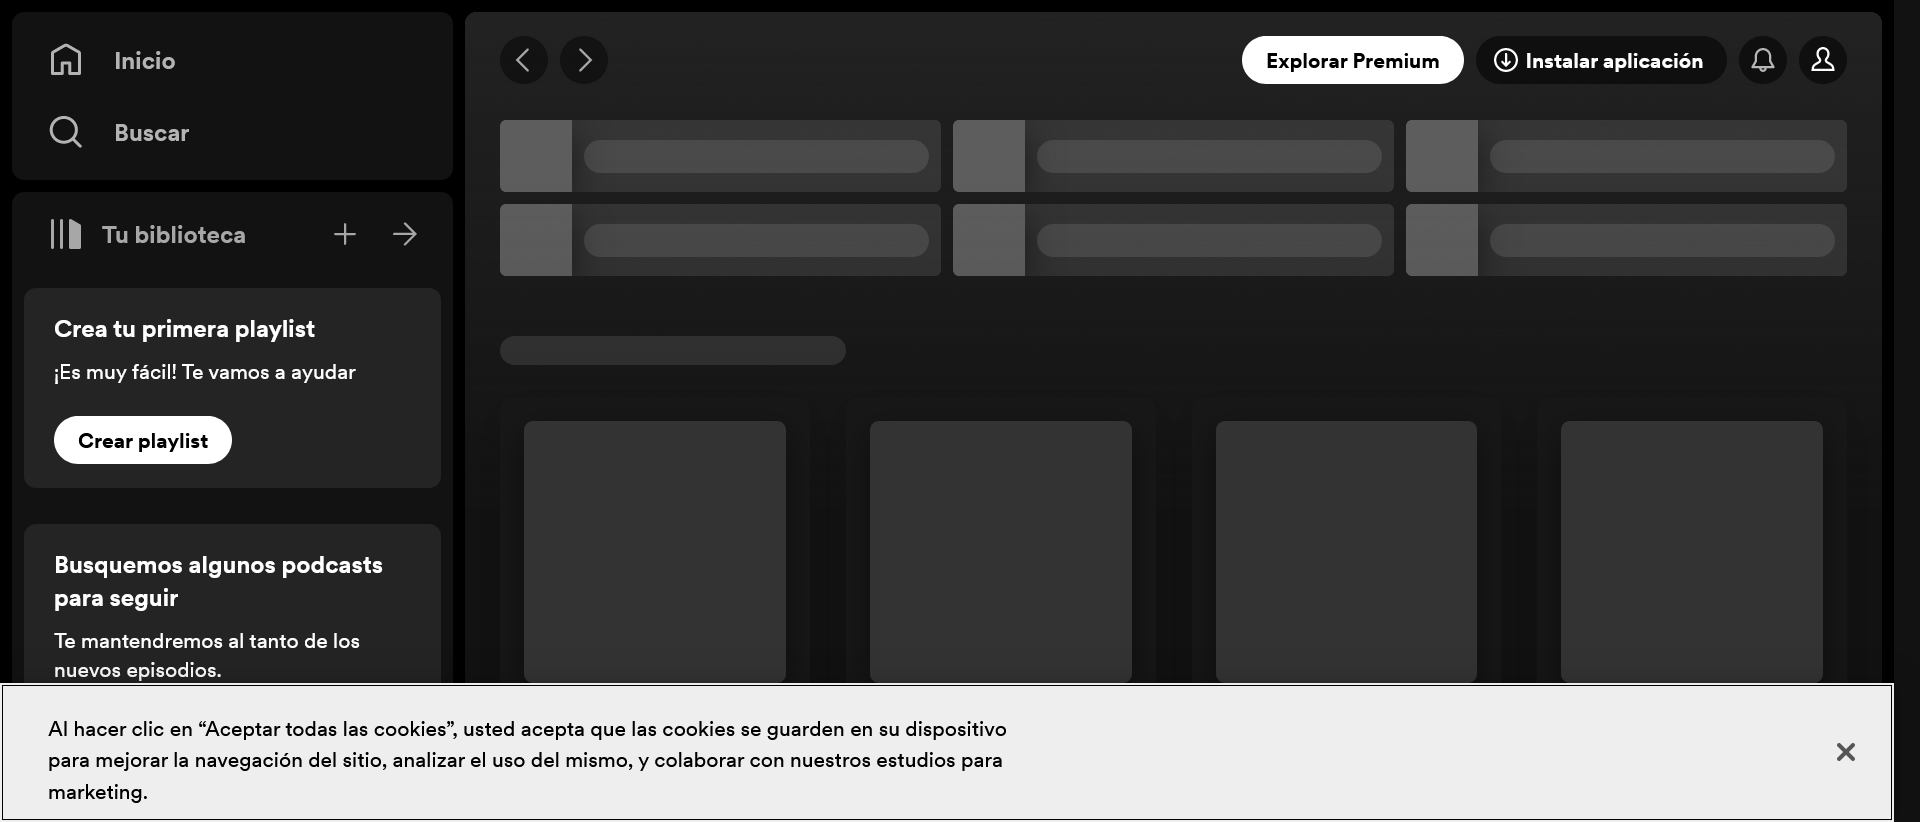 Inicio
Buscar
Tu biblioteca
Crea tu primera playlist
¡Es muy fácil! Te vamos a ayudar
Crear playlist
Busquemos algunos podcasts
para seguir
Te mantendremos al tanto de los
nuevos episodios.
Explorar Premium
Instalar aplicación
Al hacer clic en “Aceptar todas las cookies”, usted acepta que las cookies se guarden en su dispositivo
para mejorar la navegación del sitio, analizar el uso del mismo, y colaborar con nuestros estudios para
marketing.